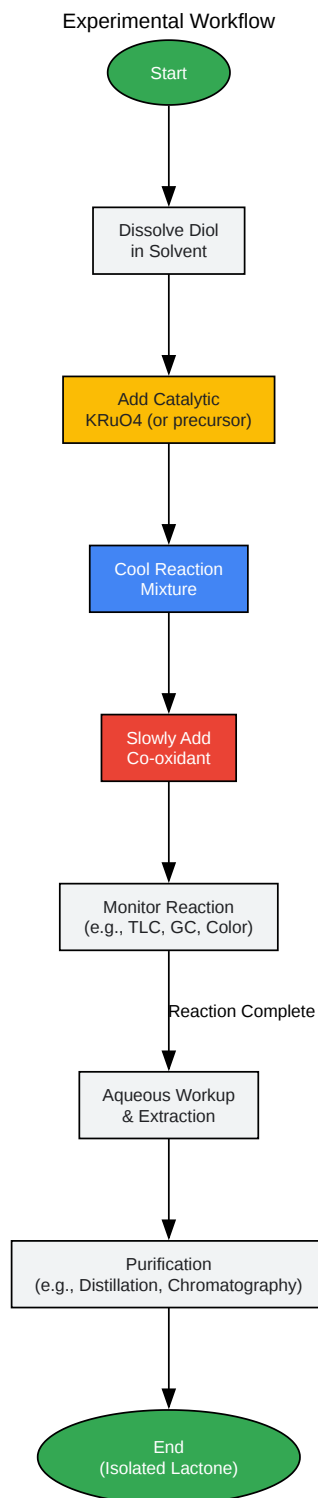 Experimental Workflow
Start
Dissolve Diol
in Solvent
Add Catalytic
KRuO4 (or precursor)
Cool Reaction
Mixture
Slowly Add
Co-oxidant
Monitor Reaction
(e.g., TLC, GC, Color)
Reaction Complete
Aqueous Workup
& Extraction
Purification
(e.g., Distillation, Chromatography)
End
(Isolated Lactone)